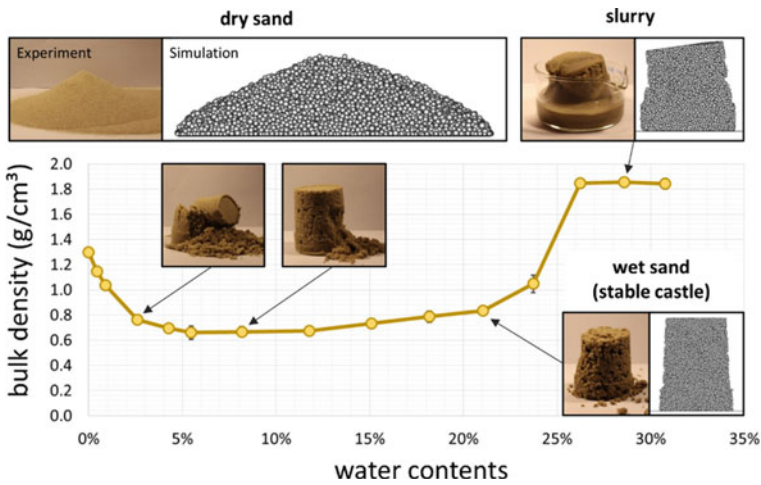 dry sand
slurry
Experiment
Simulation
bulk density (g/cm³)
2.0
1.8
1.6
1.4
1.2
1.0
0.8
0.6
0.4
0.2
0.0
wet sand
(stable castle)
0% 5% 10% 15% 20% 25% 30% 35%
water contents